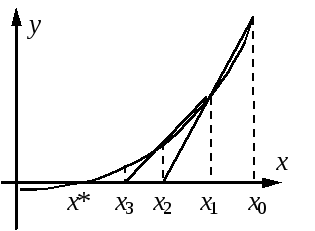 y
x
x* x₃ x₂ x₁ x₀